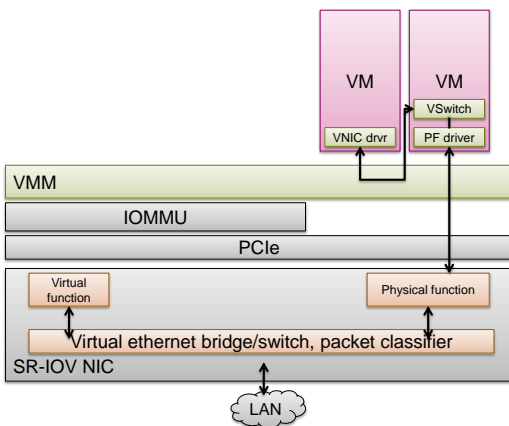 VM
VM
VSwitch
VNIC drvr
PF driver
VMM
IOMMU
PCIe
Virtual
function
Physical function
Virtual ethernet bridge/switch, packet classifier
SR-IOV NIC
LAN